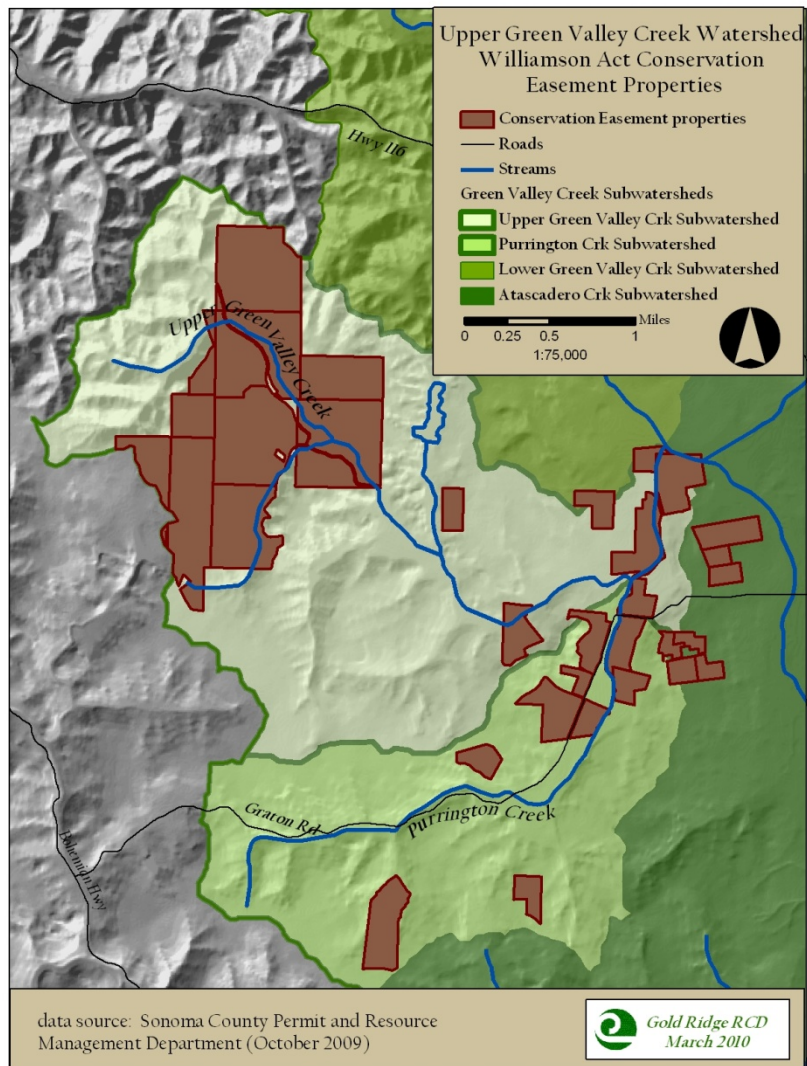 Upper Green Valley Creek Watershed
Williamson Act Conservation
Easement Properties
Conservation Easement properties
Roads
Streams
Green Valley Creek Subwatersheds
Upper Green Valley Crk Subwatershed
Purrington Crk Subwatershed
Lower Green Valley Crk Subwatershed
Atascadero Crk Subwatershed
Miles
0 0.25 0.5 1
1:75,000
Hwy 116
Upper Green Valley Creek
Graton Rd
Purrington Creek
Bohemian Hwy
data source: Sonoma County Permit and Resource
Management Department (October 2009)
Gold Ridge RCD
March 2010